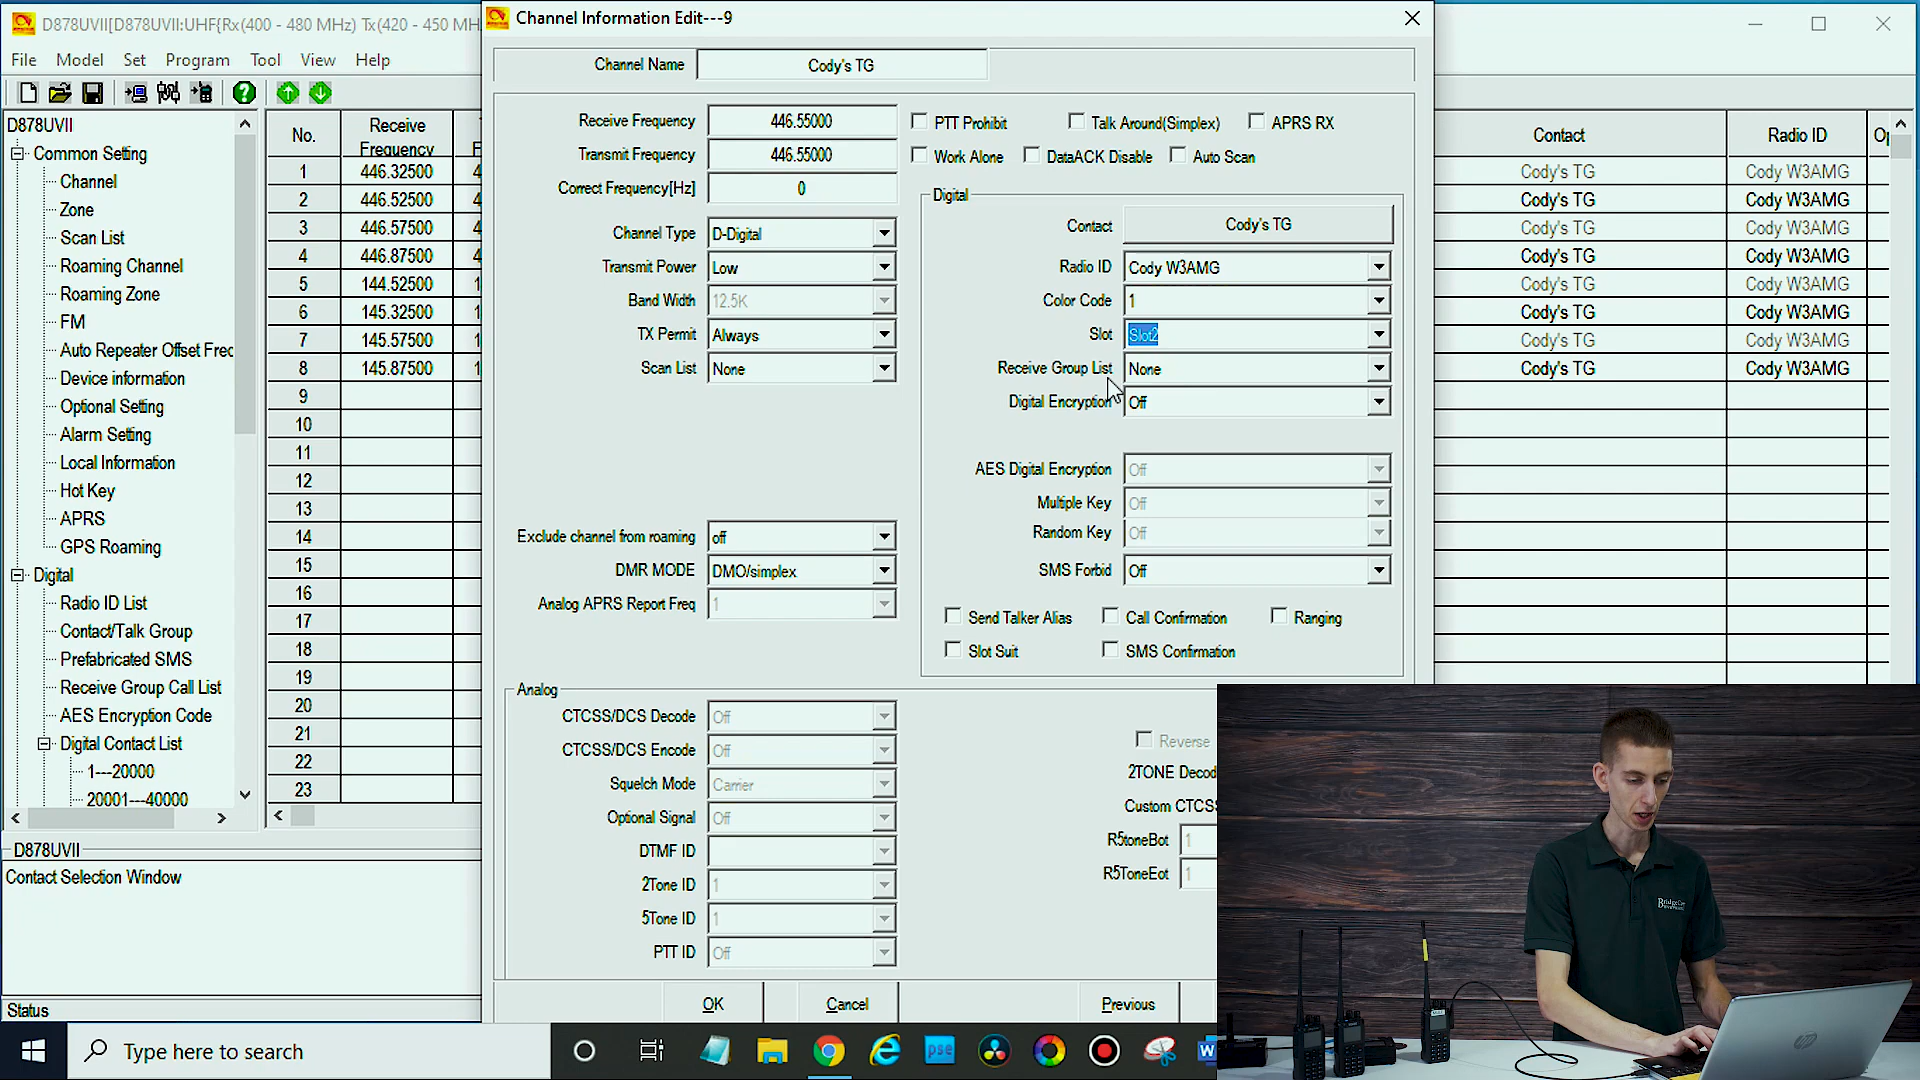 D878UVII[D878UVII:UHF{Rx(400 - 480 MHz) Tx(420 - 450 MH
File Model Set Program Tool View Help
D878UVII
Common Setting
Channel
Zone
Scan List
Roaming Channel
Roaming Zone
FM
Auto Repeater Offset Frec
Device information
Optional Setting
Alarm Setting
Local Information
Hot Key
APRS
GPS Roaming
Digital
Radio ID List
Contact/Talk Group
Prefabricated SMS
Receive Group Call List
AES Encryption Code
Digital Contact List
1---20000
20001---40000
D878UVII
Contact Selection Window
Status
No. Receive Frequency
1 446.32500 4
2 446.52500 4
3 446.57500 4
4 446.87500 4
5 144.52500 1
6 145.32500 1
7 145.57500 1
8 145.87500 1
9
10
11
12
13
14
15
16
17
18
19
20
21
22
23
Channel Information Edit---9
Channel Name Cody's TG
Receive Frequency 446.55000
Transmit Frequency 446.55000
Correct Frequency[Hz] 0
Channel Type D-Digital
Transmit Power Low
Band Width 12.5K
TX Permit Always
Scan List None
Exclude channel from roaming off
DMR MODE DMO/simplex
Analog APRS Report Freq 1
PTT Prohibit Talk Around(Simplex) APRS RX
Work Alone DataACK Disable Auto Scan
Digital
Contact Cody's TG
Radio ID Cody W3AMG
Color Code 1
Slot Slot2
Receive Group List None
Digital Encryption Off
AES Digital Encryption Off
Multiple Key Off
Random Key Off
SMS Forbid Off
Send Talker Alias Call Confirmation Ranging
Slot Suit SMS Confirmation
Analog
CTCSS/DCS Decode Off
CTCSS/DCS Encode Off
Squelch Mode Carrier
Optional Signal Off
DTMF ID
2Tone ID 1
5Tone ID 1
PTT ID Off
Reverse
2TONE Decod
Custom CTCS
R5toneBot 1
R5ToneEot 1
OK Cancel Previous
Contact Radio ID
Cody's TG Cody W3AMG
Cody's TG Cody W3AMG
Cody's TG Cody W3AMG
Cody's TG Cody W3AMG
Cody's TG Cody W3AMG
Cody's TG Cody W3AMG
Cody's TG Cody W3AMG
Cody's TG Cody W3AMG
Type here to search
pse
W
hp